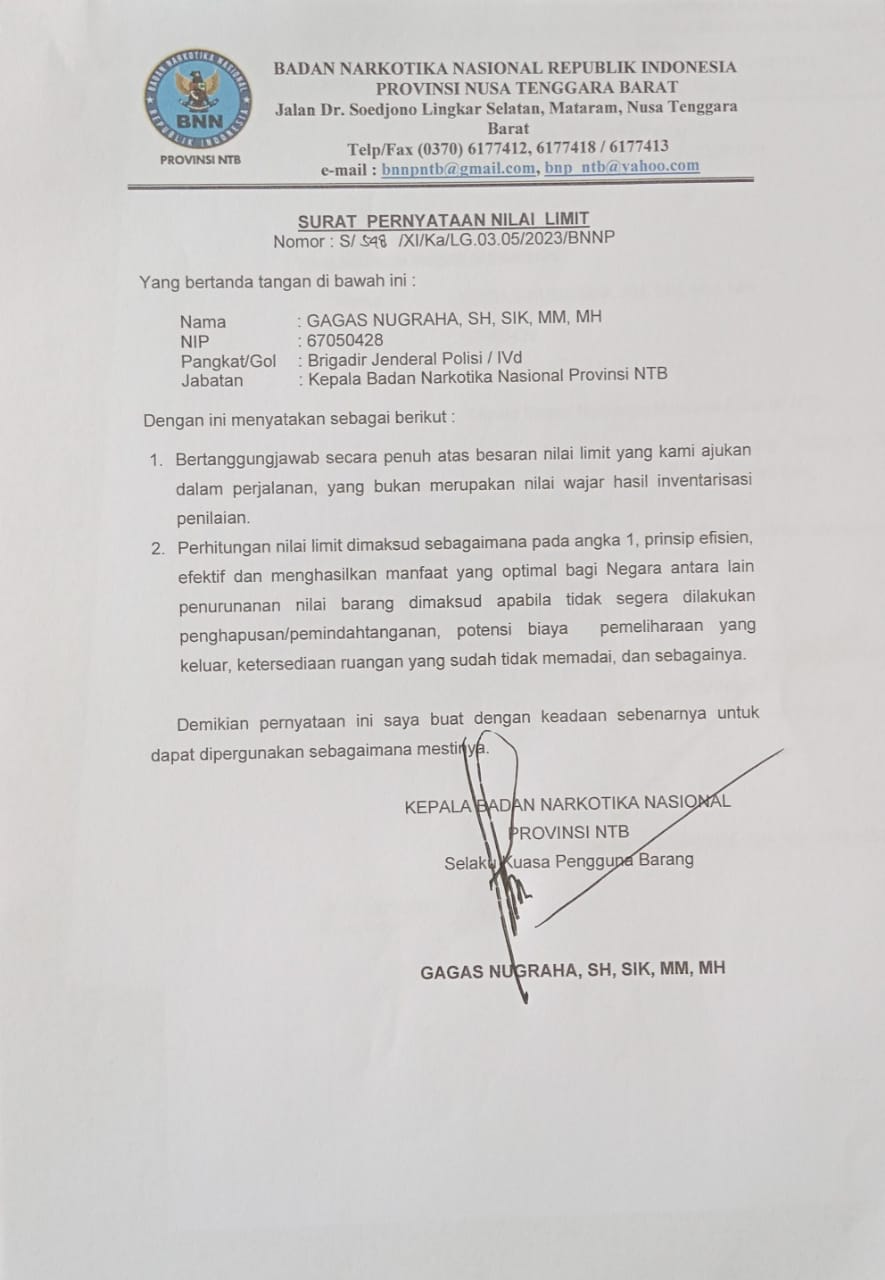 BADAN NARKOTIKA NASIONAL
REPUBLIK INDONESIA
BNN
PROVINSI NTB
BADAN NARKOTIKA NASIONAL REPUBLIK INDONESIA
PROVINSI NUSA TENGGARA BARAT
Jalan Dr. Soedjono Lingkar Selatan, Mataram, Nusa Tenggara
Barat
Telp/Fax (0370) 6177412, 6177418 / 6177413
e-mail : bnnpntb@gmail.com, bnp_ntb@yahoo.com
SURAT PERNYATAAN NILAI LIMIT
Nomor : S/ 598 /XI/Ka/LG.03.05/2023/BNNP
Yang bertanda tangan di bawah ini :
Nama : GAGAS NUGRAHA, SH, SIK, MM, MH
NIP : 67050428
Pangkat/Gol : Brigadir Jenderal Polisi / IVd
Jabatan : Kepala Badan Narkotika Nasional Provinsi NTB
Dengan ini menyatakan sebagai berikut :
1. Bertanggungjawab secara penuh atas besaran nilai limit yang kami ajukan
dalam perjalanan, yang bukan merupakan nilai wajar hasil inventarisasi
penilaian.
2. Perhitungan nilai limit dimaksud sebagaimana pada angka 1, prinsip efisien,
efektif dan menghasilkan manfaat yang optimal bagi Negara antara lain
penurunanan nilai barang dimaksud apabila tidak segera dilakukan
penghapusan/pemindahtanganan, potensi biaya pemeliharaan yang
keluar, ketersediaan ruangan yang sudah tidak memadai, dan sebagainya.
Demikian pernyataan ini saya buat dengan keadaan sebenarnya untuk
dapat dipergunakan sebagaimana mestinya.
KEPALA BADAN NARKOTIKA NASIONAL
PROVINSI NTB
Selaku Kuasa Pengguna Barang
GAGAS NUGRAHA, SH, SIK, MM, MH